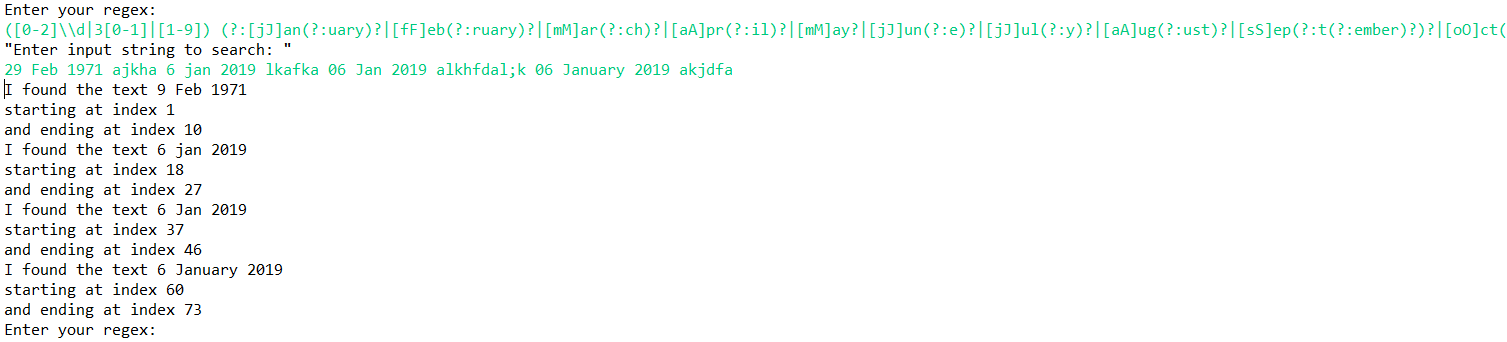 Enter your regex:
([0-2]\\d|3[0-1]|[1-9]) (?:[jJ]an(?:uary)?|[fF]eb(?:ruary)?|[mM]ar(?:ch)?|[aA]pr(?:il)?|[mM]ay?|[jJ]un(?:e)?|[jJ]ul(?:y)?|[aA]ug(?:ust)?|[sS]ep(?:t(?:ember)?)?|[oO]ct(
"Enter input string to search: "
29 Feb 1971 ajkha 6 jan 2019 lkafka 06 Jan 2019 alkhfdal;k 06 January 2019 akjdfa
I found the text 9 Feb 1971
starting at index 1
and ending at index 10
I found the text 6 jan 2019
starting at index 18
and ending at index 27
I found the text 6 Jan 2019
starting at index 37
and ending at index 46
I found the text 6 January 2019
starting at index 60
and ending at index 73
Enter your regex: